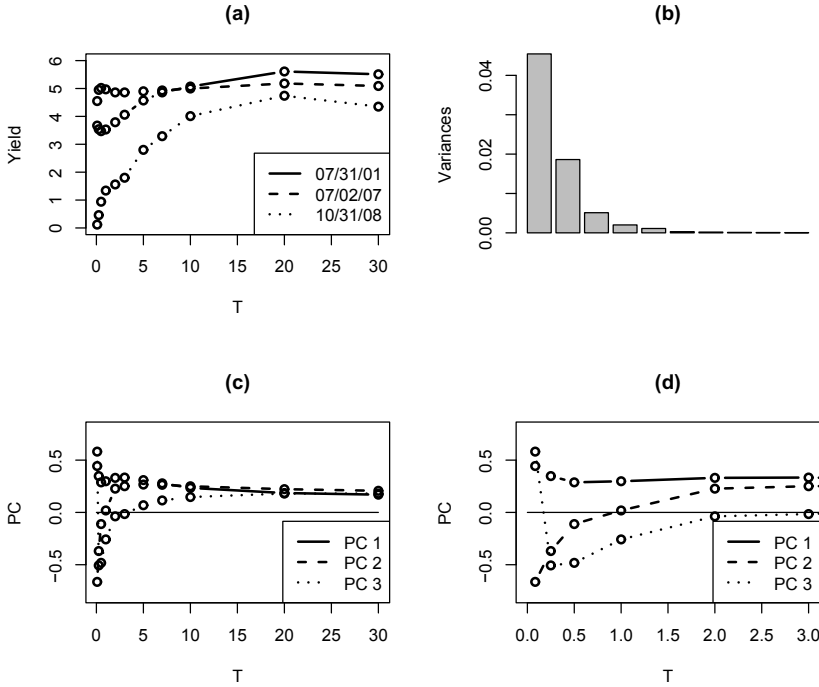 (a)
Yield
0 1 2 3 4 5 6
0 5 10 15 20 25 30
T
07/31/01
07/02/07
10/31/08
(b)
Variances
0.00 0.02 0.04
(c)
PC
−0.5 0.0 0.5
0 5 10 15 20 25 30
T
PC 1
PC 2
PC 3
(d)
PC
−0.5 0.0 0.5
0.0 0.5 1.0 1.5 2.0 2.5 3.0
T
PC 1
PC 2
PC 3